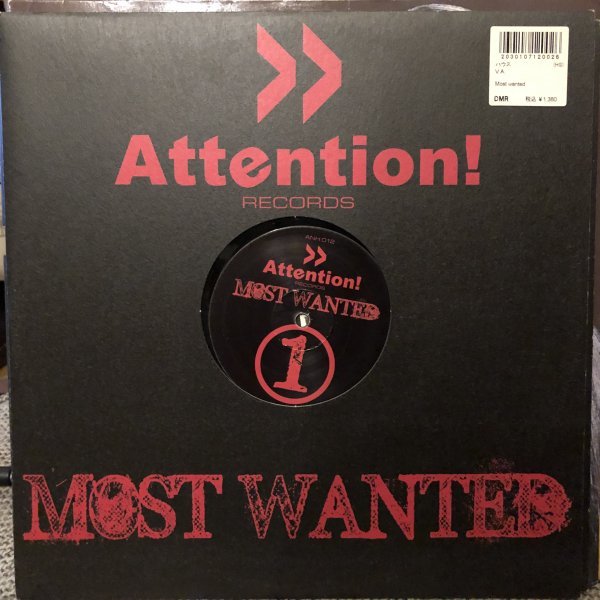 2030107120026
ハウス (HS)
V.A
Most wanted
DMR 税込 ¥1,380
Attention!
RECORDS
ANH 012
Attention!
RECORDS
MOST WANTED
1
MOST WANTED